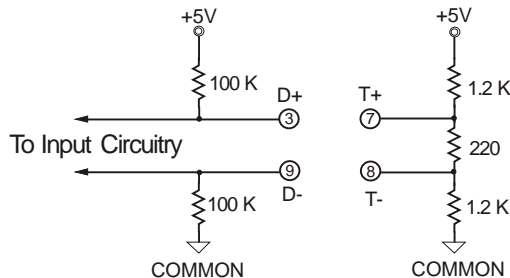 +5V +5V
100 K D+ T+ 1.2 K
3 7
To Input Circuitry 220
9 8
100 K D- T- 1.2 K
COMMON COMMON